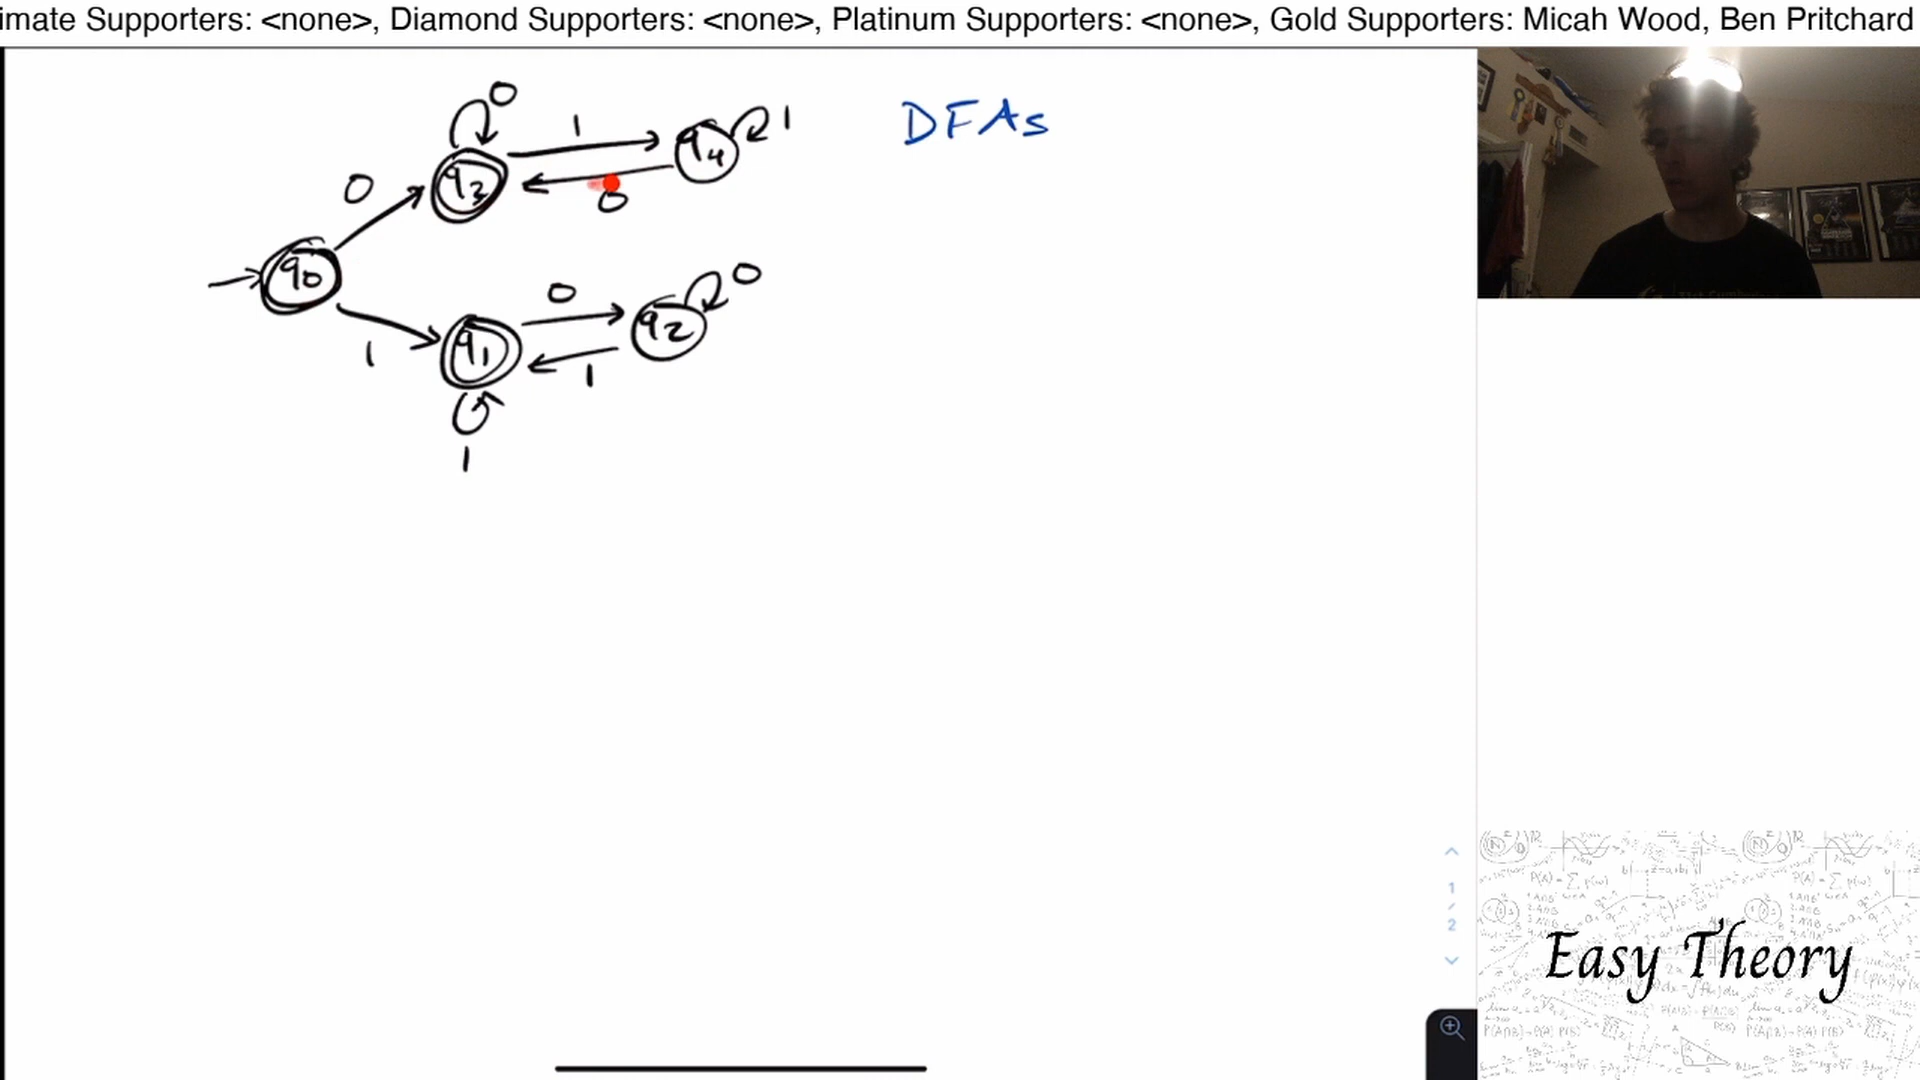 imate Supporters: <none>, Diamond Supporters: <none>, Platinum Supporters: <none>, Gold Supporters: Micah Wood, Ben Pritchard
0
1
q4
1
DFAs
0
q3
0
q0
0
0
q2
1
q1
1
1
1
2
Easy Theory